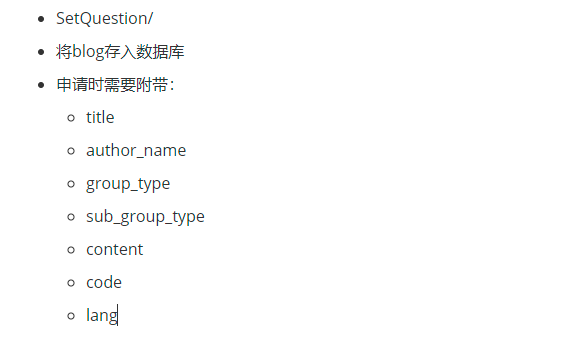 SetQuestion/
将blog存入数据库
申请时需要附带：
title
author_name
group_type
sub_group_type
content
code
lang